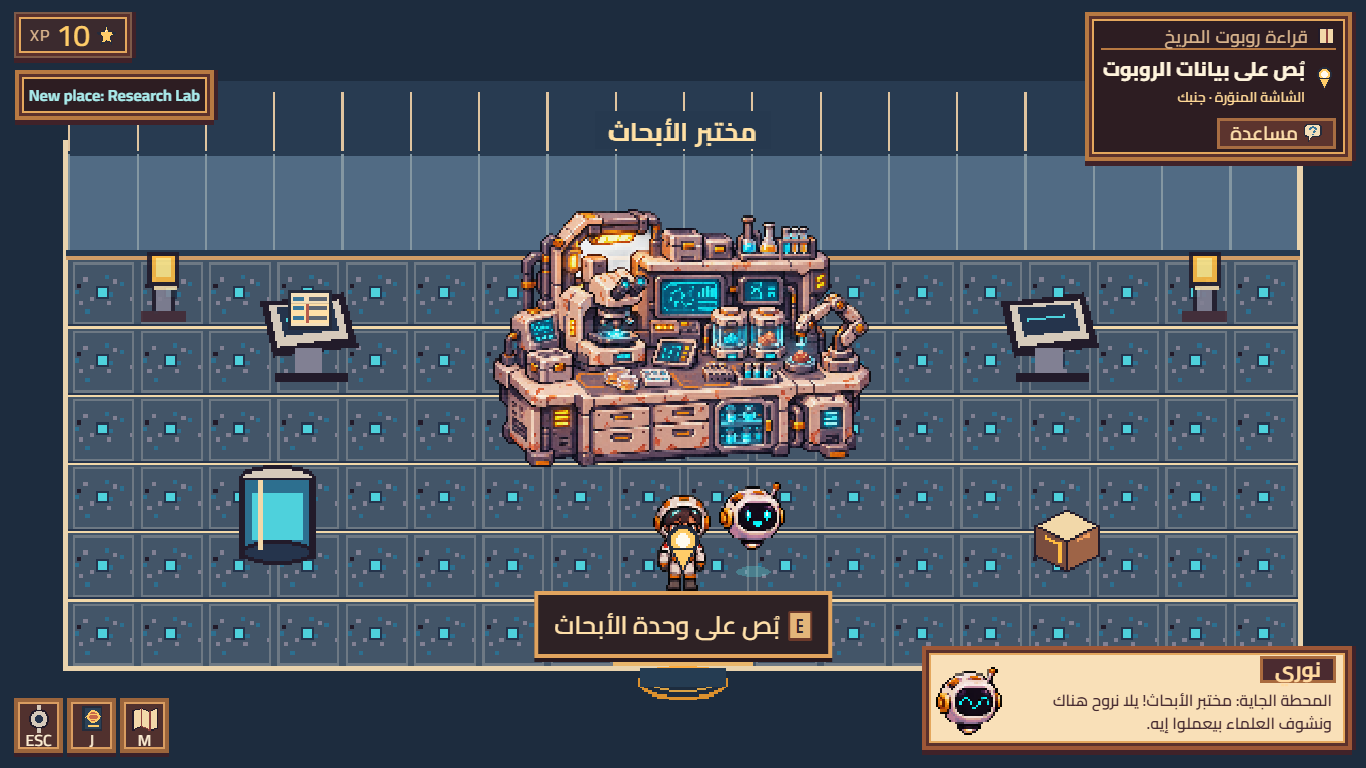 XP 10
New place: Research Lab
قراءة روبوت المريخ
بُص على بيانات الروبوت
الشاشة المنوّرة · جنبك
مساعدة
مختبر الأبحاث
بُص على وحدة الأبحاث E
نوري
المحطة الجاية: مختبر الأبحاث! يلا نروح هناك
ونشوف العلماء بيعملوا إيه.
ESC
J
M